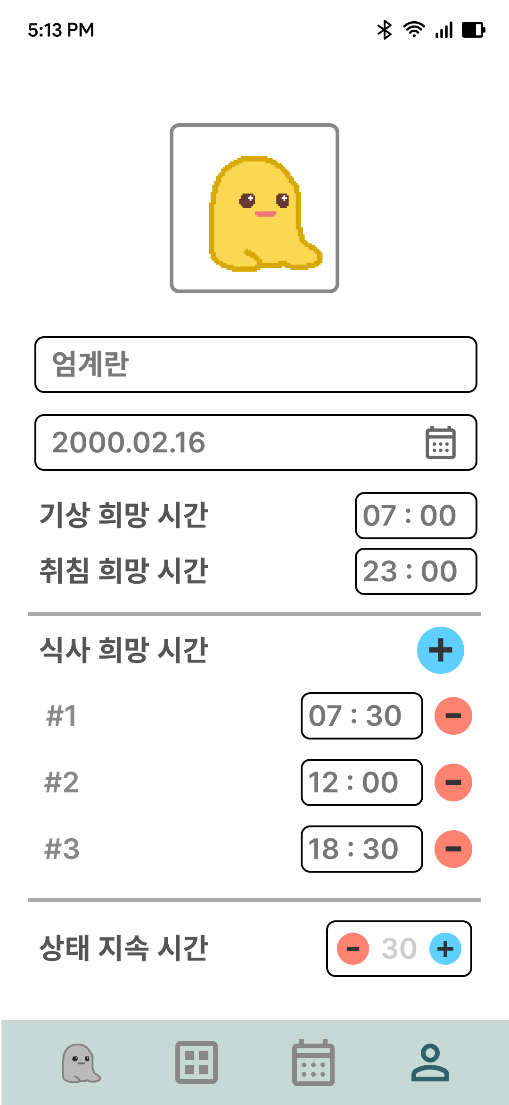 5:13 PM
엄계란
2000.02.16
기상 희망 시간 07 : 00
취침 희망 시간 23 : 00
식사 희망 시간 +
#1 07 : 30 -
#2 12 : 00 -
#3 18 : 30 -
상태 지속 시간 - 30 +